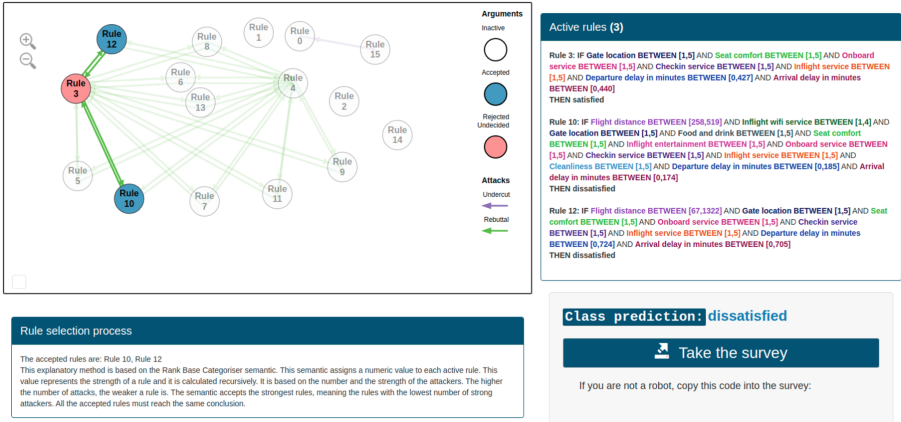 Arguments
Inactive
Accepted
Rejected
Undecided
Attacks
Undercut
Rebuttal
Rule
12
Rule
8
Rule
1
Rule
0
Rule
15
Rule
3
Rule
6
Rule
13
Rule
4
Rule
2
Rule
14
Rule
5
Rule
10
Rule
7
Rule
11
Rule
9
Rule selection process
The accepted rules are: Rule 10, Rule 12
This explanatory method is based on the Rank Base Categoriser semantic. This semantic assigns a numeric value to each active rule. This
value represents the strength of a rule and it is calculated recursively. It is based on the number and the strength of the attackers. The higher
the number of attacks, the weaker a rule is. The semantic accepts the strongest rules, meaning the rules with the lowest number of strong
attackers. All the accepted rules must reach the same conclusion.
Active rules (3)
Rule 3: IF Gate location BETWEEN [1,5] AND Seat comfort BETWEEN [1,5] AND Onboard
service BETWEEN [1,5] AND Checkin service BETWEEN [1,5] AND Inflight service BETWEEN
[1,5] AND Departure delay in minutes BETWEEN [0,427] AND Arrival delay in minutes
BETWEEN [0,440]
THEN satisfied
Rule 10: IF Flight distance BETWEEN [258,519] AND Inflight wifi service BETWEEN [1,4] AND
Gate location BETWEEN [1,5] AND Food and drink BETWEEN [1,5] AND Seat comfort
BETWEEN [1,5] AND Inflight entertainment BETWEEN [1,5] AND Onboard service BETWEEN
[1,5] AND Checkin service BETWEEN [1,5] AND Inflight service BETWEEN [1,5] AND
Cleanliness BETWEEN [1,5] AND Departure delay in minutes BETWEEN [0,185] AND Arrival
delay in minutes BETWEEN [0,174]
THEN dissatisfied
Rule 12: IF Flight distance BETWEEN [67,1322] AND Gate location BETWEEN [1,5] AND Seat
comfort BETWEEN [1,5] AND Onboard service BETWEEN [1,5] AND Checkin service
BETWEEN [1,5] AND Inflight service BETWEEN [1,5] AND Departure delay in minutes
BETWEEN [0,724] AND Arrival delay in minutes BETWEEN [0,705]
THEN dissatisfied
Class prediction: dissatisfied
Take the survey
If you are not a robot, copy this code into the survey: